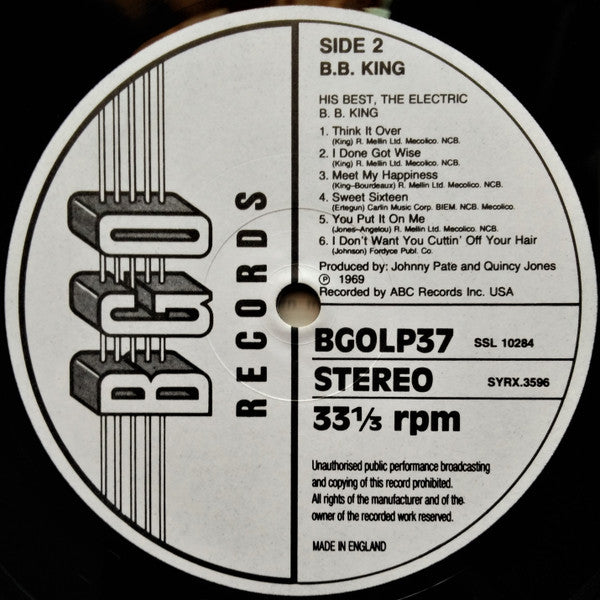 BGO
RECORDS
SIDE 2
B.B. KING
HIS BEST, THE ELECTRIC
B. B. KING
1. Think It Over
(King) R. Mellin Ltd. Mecolico. NCB.
2. I Done Got Wise
(King) R. Mellin Ltd. Mecolico. NCB.
3. Meet My Happiness
(King–Bourdeaux) R. Mellin Ltd. Mecolico. NCB.
4. Sweet Sixteen
(Ertegun) Carlin Music Corp. BIEM. NCB. Mecolico.
5. You Put It On Me
(Jones–Angelou) R. Mellin Ltd. Mecolico. NCB.
6. I Don't Want You Cuttin' Off Your Hair
(Johnson) Fordyce Publ. Co.
Produced by: Johnny Pate and Quincy Jones
℗ 1969
Recorded by ABC Records Inc. USA
BGOLP37 SSL 10284
STEREO SYRX.3596
33⅓ rpm
Unauthorised public performance broadcasting
and copying of this record prohibited.
All rights of the manufacturer and of the
owner of the recorded work reserved.
MADE IN ENGLAND